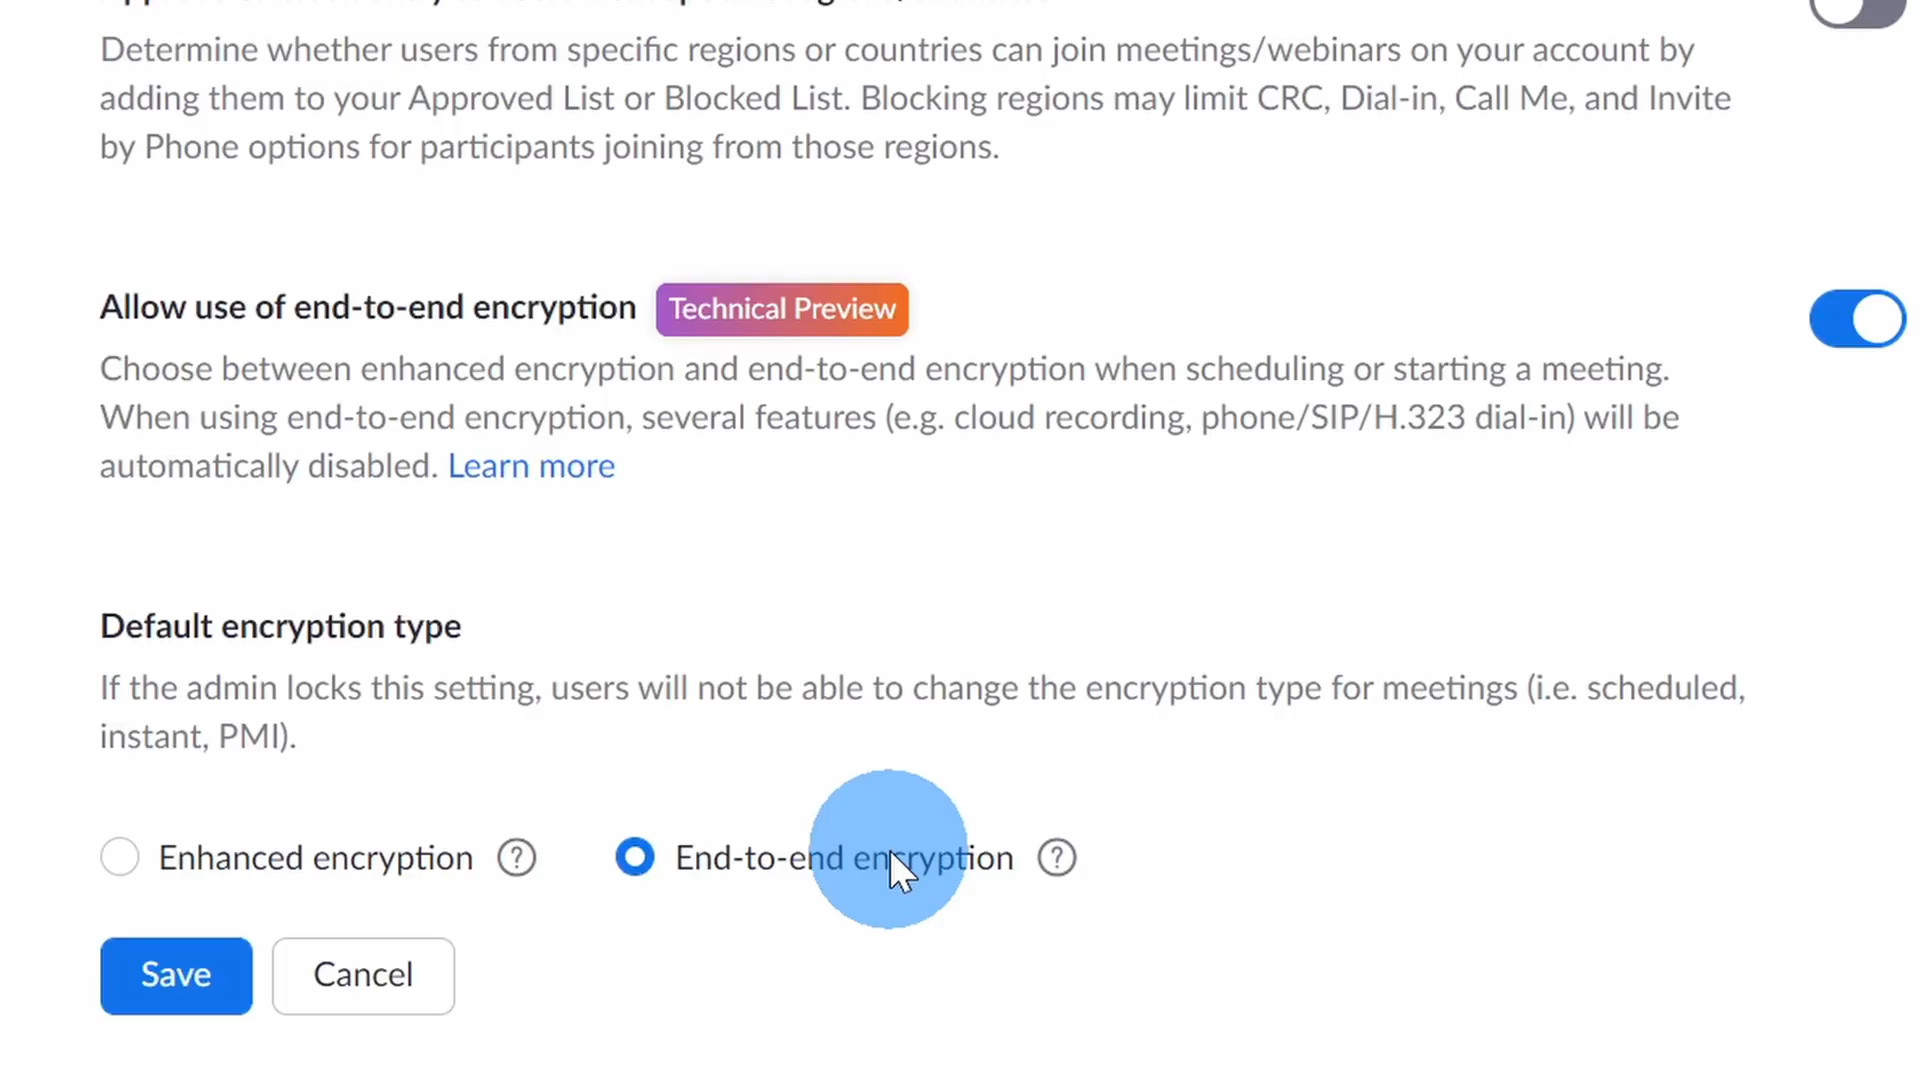 Determine whether users from specific regions or countries can join meetings/webinars on your account by
adding them to your Approved List or Blocked List. Blocking regions may limit CRC, Dial-in, Call Me, and Invite
by Phone options for participants joining from those regions.
Allow use of end-to-end encryption Technical Preview
Choose between enhanced encryption and end-to-end encryption when scheduling or starting a meeting.
When using end-to-end encryption, several features (e.g. cloud recording, phone/SIP/H.323 dial-in) will be
automatically disabled. Learn more
Default encryption type
If the admin locks this setting, users will not be able to change the encryption type for meetings (i.e. scheduled,
instant, PMI).
Enhanced encryption ? End-to-end encryption ?
Save Cancel